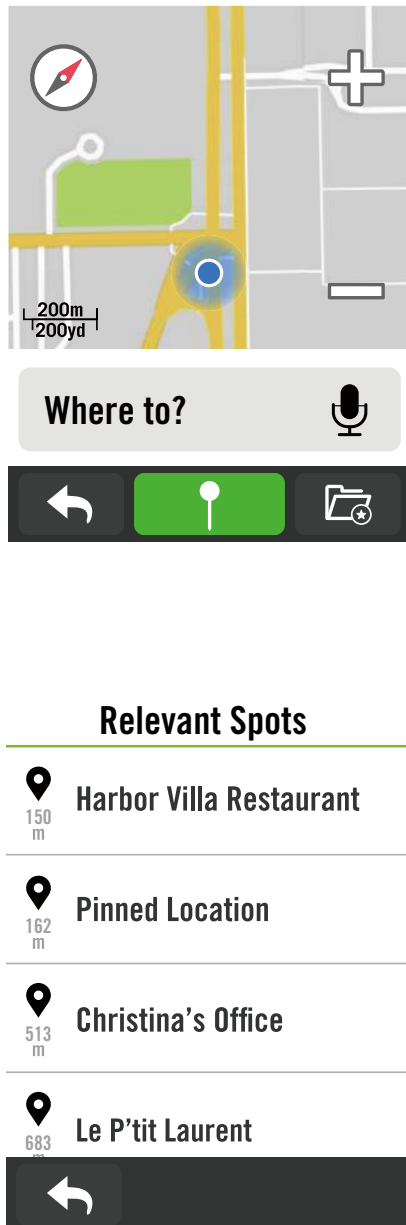 200m
200yd
Where to?
Relevant Spots
Harbor Villa Restaurant
150
m
Pinned Location
162
m
Christina’s Office
513
m
Le P’tit Laurent
683
m